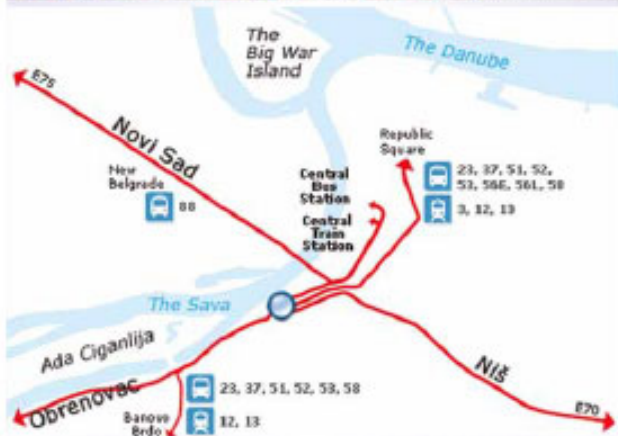 The
Big War
Island
The Danube
E75
Novi Sad
New
Belgrade
88
Republic
Square
23, 37, 51, 52,
53, 56E, 56L, 58
3, 12, 13
Central
Bus
Station
Central
Train
Station
The Sava
Ada Ciganlija
Obrenovac
Niš
E70
23, 37, 51, 52, 53, 58
12, 13
Banovo
Brdo